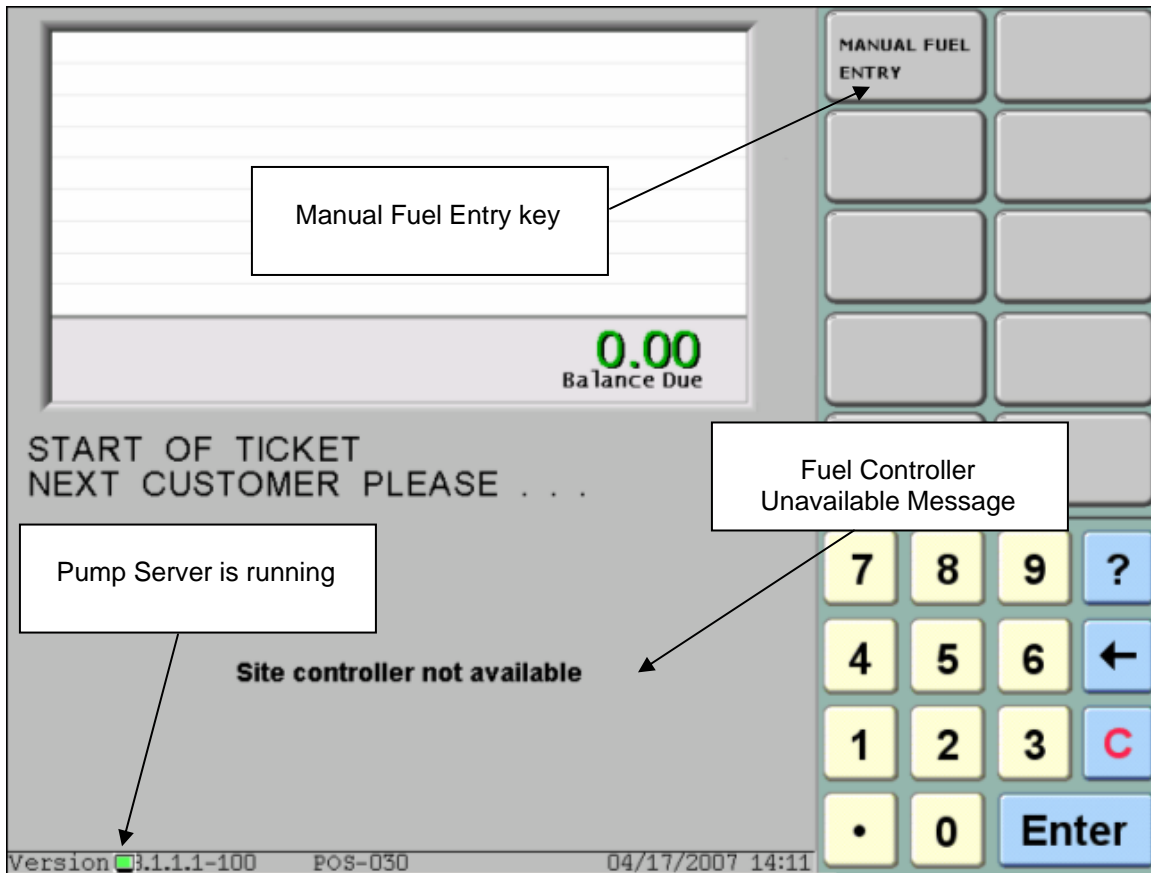 MANUAL FUEL
ENTRY
Manual Fuel Entry key
0.00
Balance Due
START OF TICKET
NEXT CUSTOMER PLEASE . . .
Fuel Controller
Unavailable Message
Pump Server is running
7 8 9 ?
Site controller not available
4 5 6 ←
1 2 3 C
. 0 Enter
Version 3.1.1.1-100 POS-030 04/17/2007 14:11